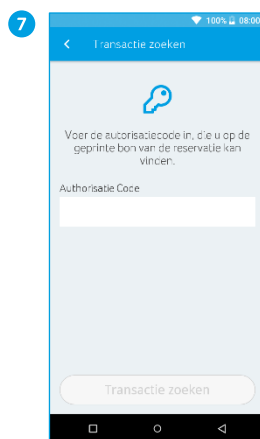 7
100% 08:00
Transactie zoeken
Voer de autorisatiecode in, die u op de
geprinte bon van de reservatie kan
vinden.
Authorisatie Code
Transactie zoeken